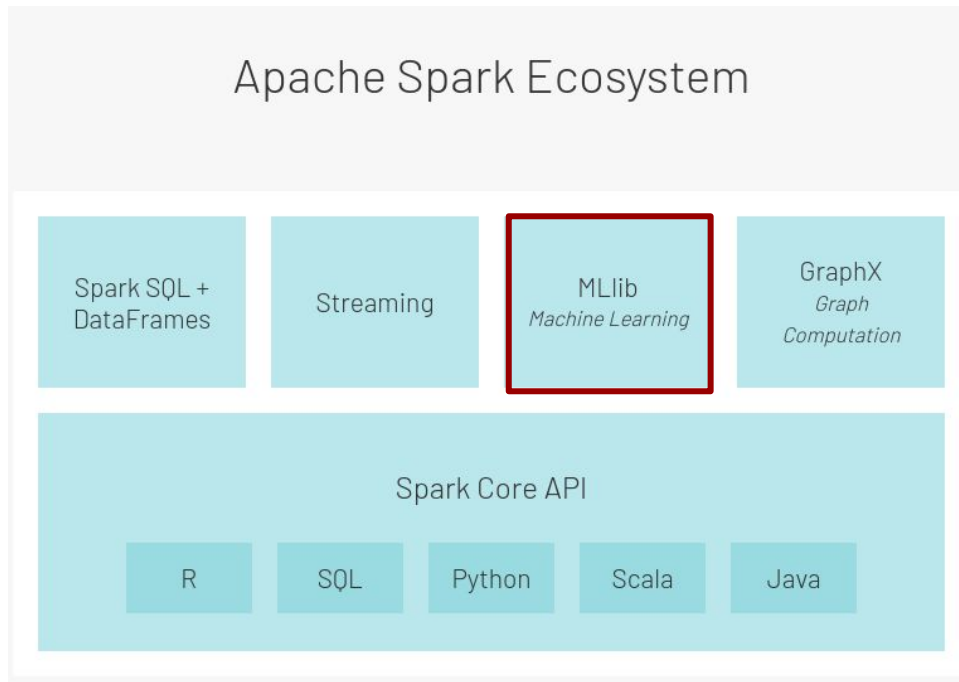 Apache Spark Ecosystem
Spark SQL +
DataFrames
Streaming
MLlib
Machine Learning
GraphX
Graph
Computation
Spark Core API
R
SQL
Python
Scala
Java